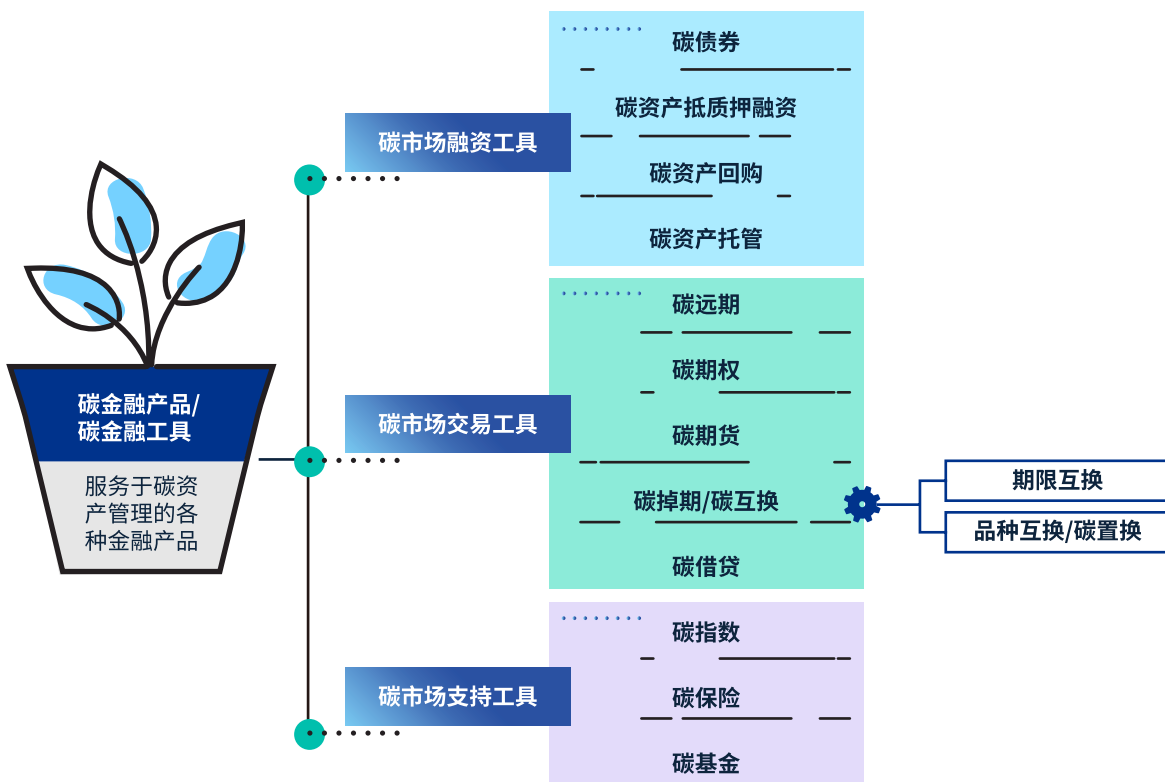 碳金融产品/
碳金融工具
服务于碳资
产管理的各
种金融产品
碳市场融资工具
碳债券
碳资产抵质押融资
碳资产回购
碳资产托管
碳市场交易工具
碳远期
碳期权
碳期货
碳掉期/碳互换
期限互换
品种互换/碳置换
碳借贷
碳市场支持工具
碳指数
碳保险
碳基金